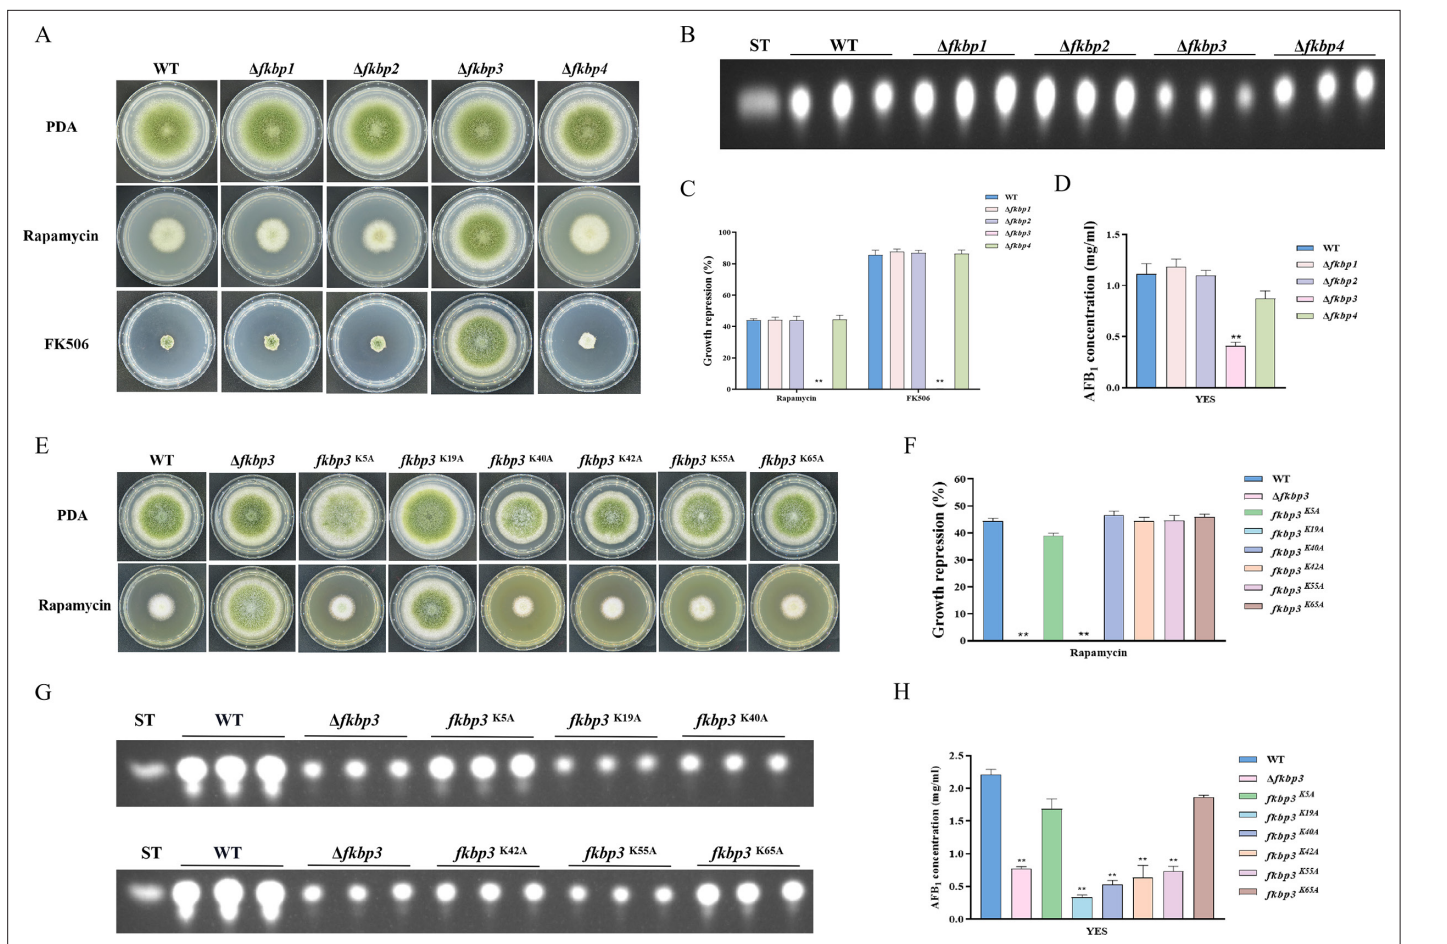 A
WT Δfkbp1 Δfkbp2 Δfkbp3 Δfkbp4
PDA
Rapamycin
FK506
B
ST WT Δfkbp1 Δfkbp2 Δfkbp3 Δfkbp4
C
WT
Δfkbp1
Δfkbp2
Δfkbp3
Δfkbp4
Growth repression (%)
100
80
60
40
20
0
** **
Rapamycin FK506
D
AFB1 concentration (mg/ml)
1.5
1.0
0.5
0.0
**
YES
WT
Δfkbp1
Δfkbp2
Δfkbp3
Δfkbp4
E
WT Δfkbp3 fkbp3 K5A fkbp3 K19A fkbp3 K40A fkbp3 K42A fkbp3 K55A fkbp3 K65A
PDA
Rapamycin
F
Growth repression (%)
60
50
40
30
20
10
0
** **
Rapamycin
WT
Δfkbp3
fkbp3 K5A
fkbp3 K19A
fkbp3 K40A
fkbp3 K42A
fkbp3 K55A
fkbp3 K65A
G
ST WT Δfkbp3 fkbp3 K5A fkbp3 K19A fkbp3 K40A
ST WT Δfkbp3 fkbp3 K42A fkbp3 K55A fkbp3 K65A
H
AFB1 concentration (mg/ml)
2.5
2.0
1.5
1.0
0.5
0.0
** ** ** ** **
YES
WT
Δfkbp3
fkbp3 K5A
fkbp3 K19A
fkbp3 K40A
fkbp3 K42A
fkbp3 K55A
fkbp3 K65A